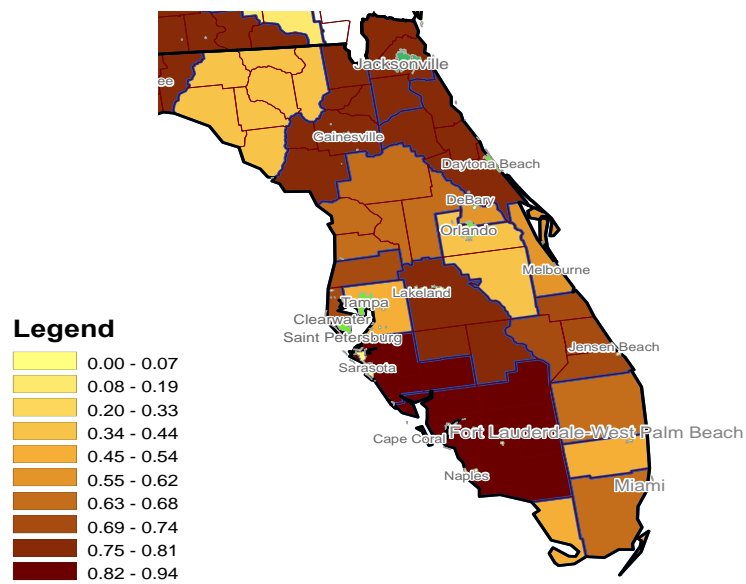 Jacksonville
ee
Gainesville
Daytona Beach
DeBary
Orlando
Melbourne
Lakeland
Tampa
Clearwater
Saint Petersburg
Jensen Beach
Sarasota
Cape Coral
Fort Lauderdale-West Palm Beach
Naples
Miami
Legend
0.00 - 0.07
0.08 - 0.19
0.20 - 0.33
0.34 - 0.44
0.45 - 0.54
0.55 - 0.62
0.63 - 0.68
0.69 - 0.74
0.75 - 0.81
0.82 - 0.94